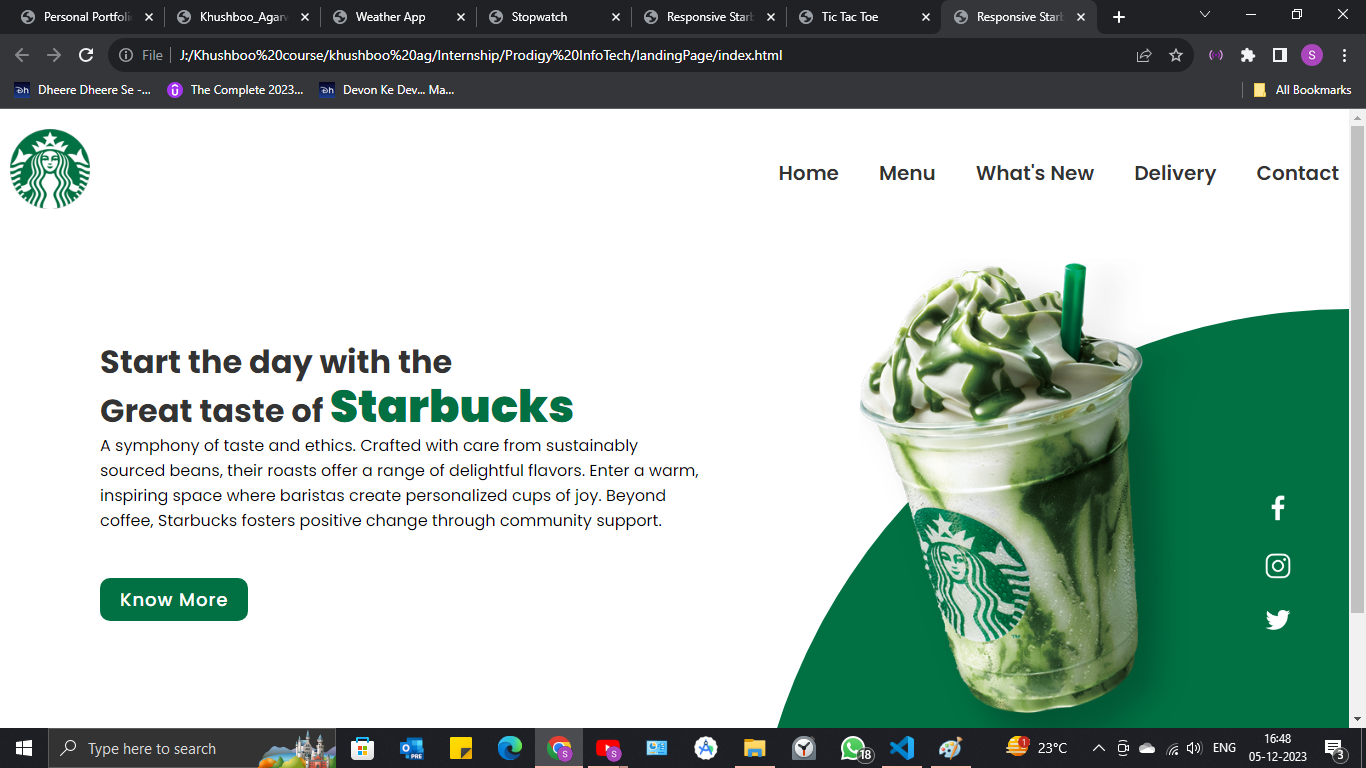 Personal Portfoli
Khushboo_Agarw
Weather App
Stopwatch
Responsive Starb
Tic Tac Toe
Responsive Starb
File
J:/Khushboo%20course/khushboo%20ag/Internship/Prodigy%20InfoTech/landingPage/index.html
S
Dheere Dheere Se -...
The Complete 2023...
Devon Ke Dev... Ma...
All Bookmarks
Home
Menu
What's New
Delivery
Contact
Start the day with the
Great taste of Starbucks
A symphony of taste and ethics. Crafted with care from sustainably
sourced beans, their roasts offer a range of delightful flavors. Enter a warm,
inspiring space where baristas create personalized cups of joy. Beyond
coffee, Starbucks fosters positive change through community support.
Know More
Type here to search
PRE
S
S
18
1
23°C
ENG
16:48
05-12-2023
3